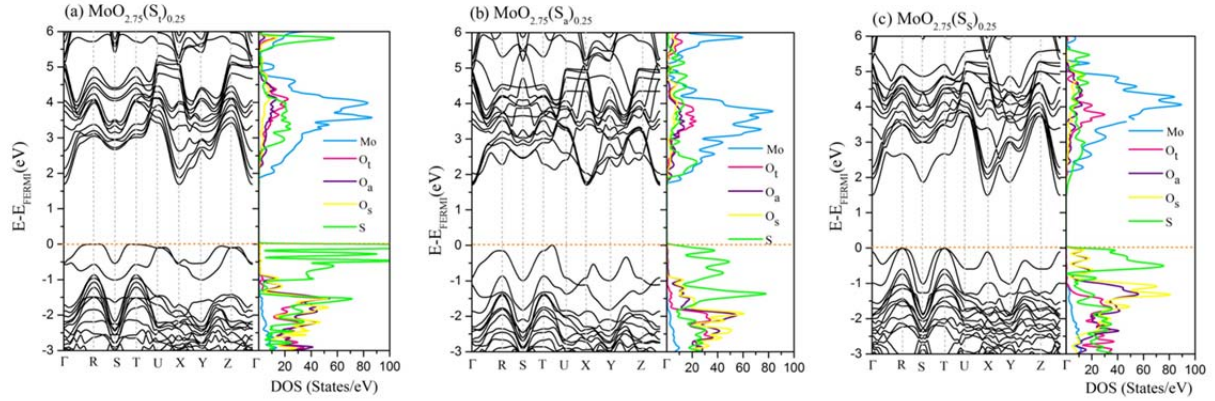 (a) MoO2.75(St)0.25
(b) MoO2.75(Sa)0.25
(c) MoO2.75(SS)0.25
E-EFERMI(eV)
6
5
4
3
2
1
0
-1
-2
-3
Γ R S T U X Y Z Γ
20 40 60 80 100
DOS (States/eV)
Mo
Ot
Oa
Os
S
E-EFERMI(eV)
6
5
4
3
2
1
0
-1
-2
-3
Γ R S T U X Y Z Γ
20 40 60 80 100
DOS (States/eV)
Mo
Ot
Oa
Os
S
E-EFERMI(eV)
6
5
4
3
2
1
0
-1
-2
-3
Γ R S T U X Y Z Γ
20 40 60 80 100
DOS (States/eV)
Mo
Ot
Oa
Os
S